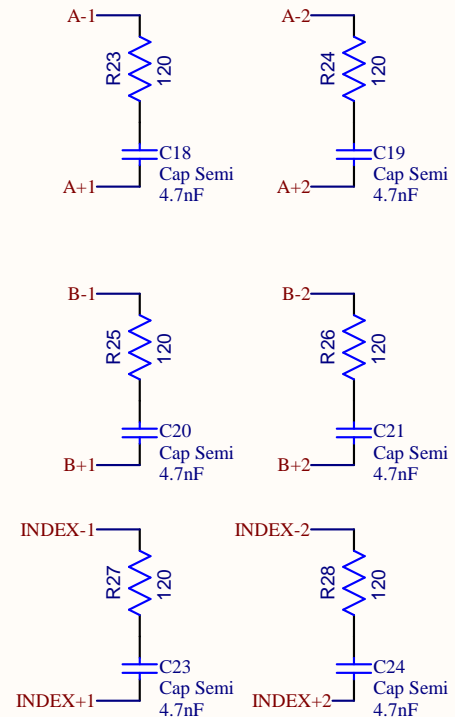 A-1
R23
120
C18
Cap Semi
4.7nF
A+1
A-2
R24
120
C19
Cap Semi
4.7nF
A+2
B-1
R25
120
C20
Cap Semi
4.7nF
B+1
B-2
R26
120
C21
Cap Semi
4.7nF
B+2
INDEX-1
R27
120
C23
Cap Semi
4.7nF
INDEX+1
INDEX-2
R28
120
C24
Cap Semi
4.7nF
INDEX+2